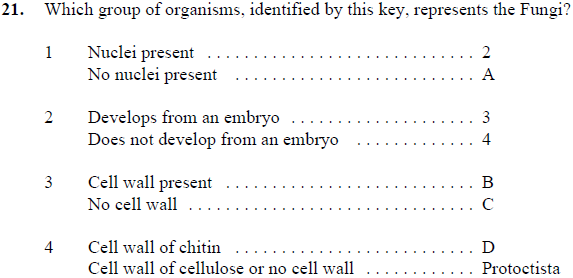 21. Which group of organisms, identified by this key, represents the Fungi?
1 Nuclei present . . . . . . . . . . . . . . . . . . . . . . . . . . . . . 2
No nuclei present . . . . . . . . . . . . . . . . . . . . . . . . . . A
2 Develops from an embryo . . . . . . . . . . . . . . . . . . . . 3
Does not develop from an embryo . . . . . . . . . . . . . 4
3 Cell wall present . . . . . . . . . . . . . . . . . . . . . . . . . . . B
No cell wall . . . . . . . . . . . . . . . . . . . . . . . . . . . . . . . C
4 Cell wall of chitin . . . . . . . . . . . . . . . . . . . . . . . . . . D
Cell wall of cellulose or no cell wall . . . . . . . . . . . . Protoctista